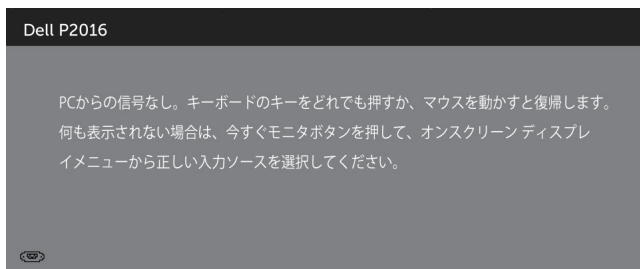 Dell P2016
PCからの信号なし。キーボードのキーをどれでも押すか、マウスを動かすと復帰します。
何も表示されない場合は、今すぐモニタボタンを押して、オンスクリーン ディスプレ
イメニューから正しい入力ソースを選択してください。